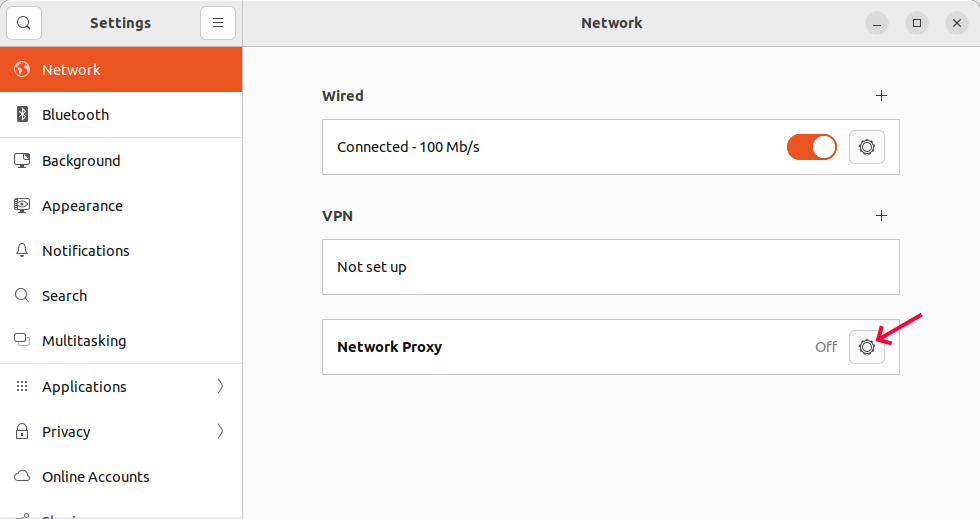 Settings
Network
Network
Bluetooth
Background
Appearance
Notifications
Search
Multitasking
Applications
Privacy
Online Accounts
Wired
Connected - 100 Mb/s
VPN
Not set up
Network Proxy
Off